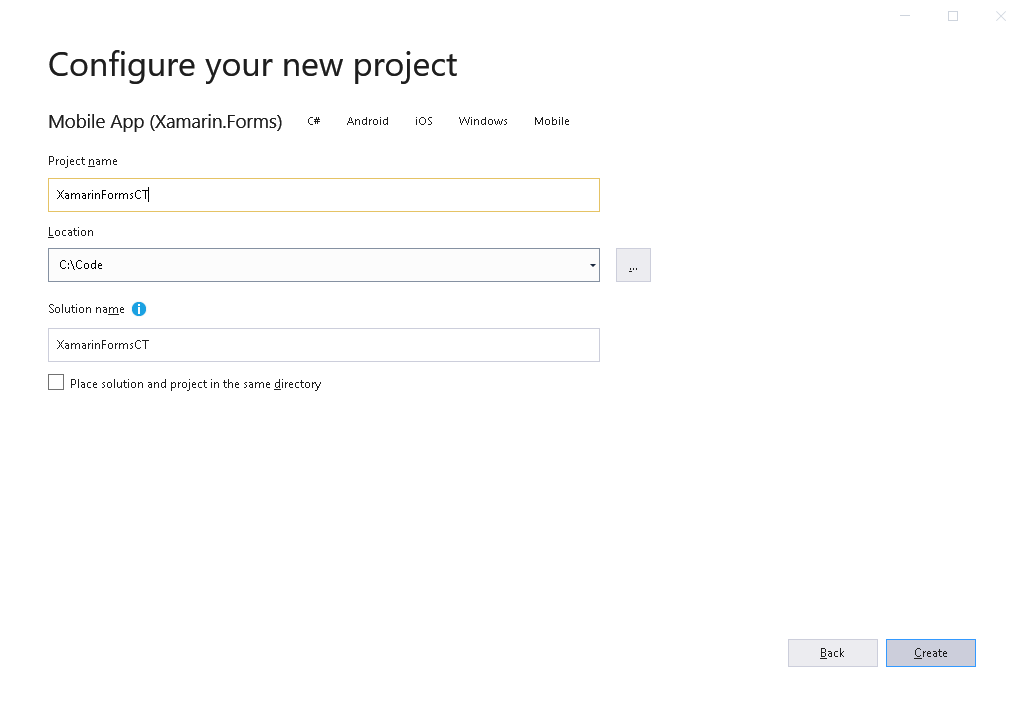 Configure your new project
Mobile App (Xamarin.Forms) C# Android iOS Windows Mobile
Project name
XamarinFormsCT
Location
C:\Code
...
Solution name
XamarinFormsCT
Place solution and project in the same directory
Back Create